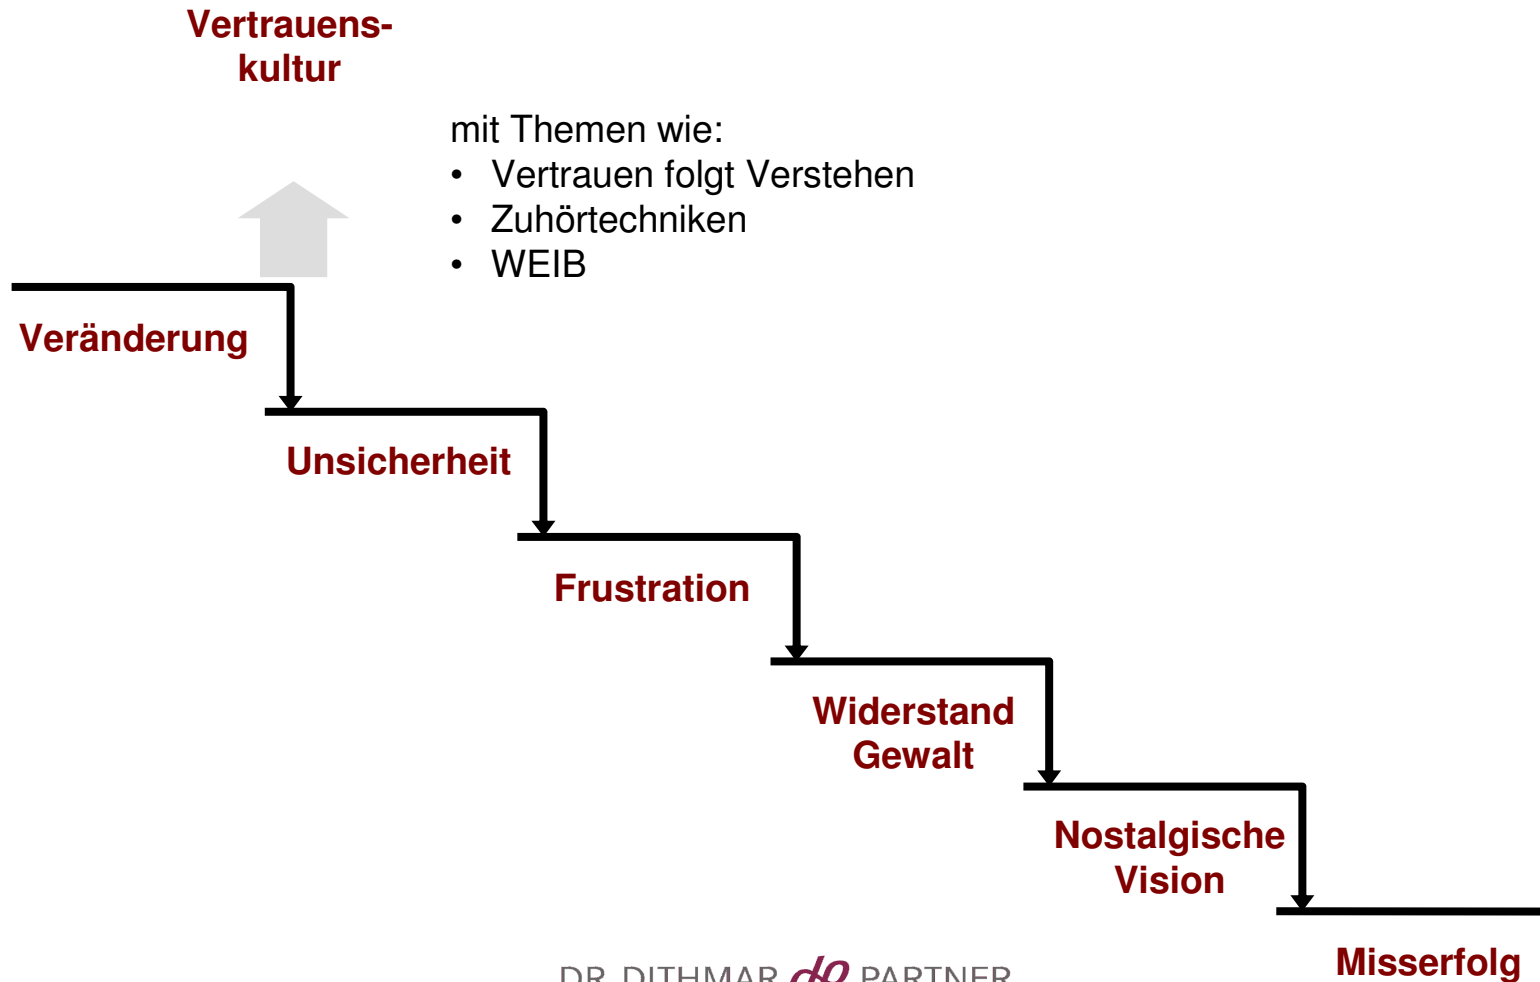 Vertrauens-
kultur
mit Themen wie:
• Vertrauen folgt Verstehen
• Zuhörtechniken
• WEIB
Veränderung
Unsicherheit
Frustration
Widerstand
Gewalt
Nostalgische
Vision
Misserfolg
DR. DITHMAR dp PARTNER